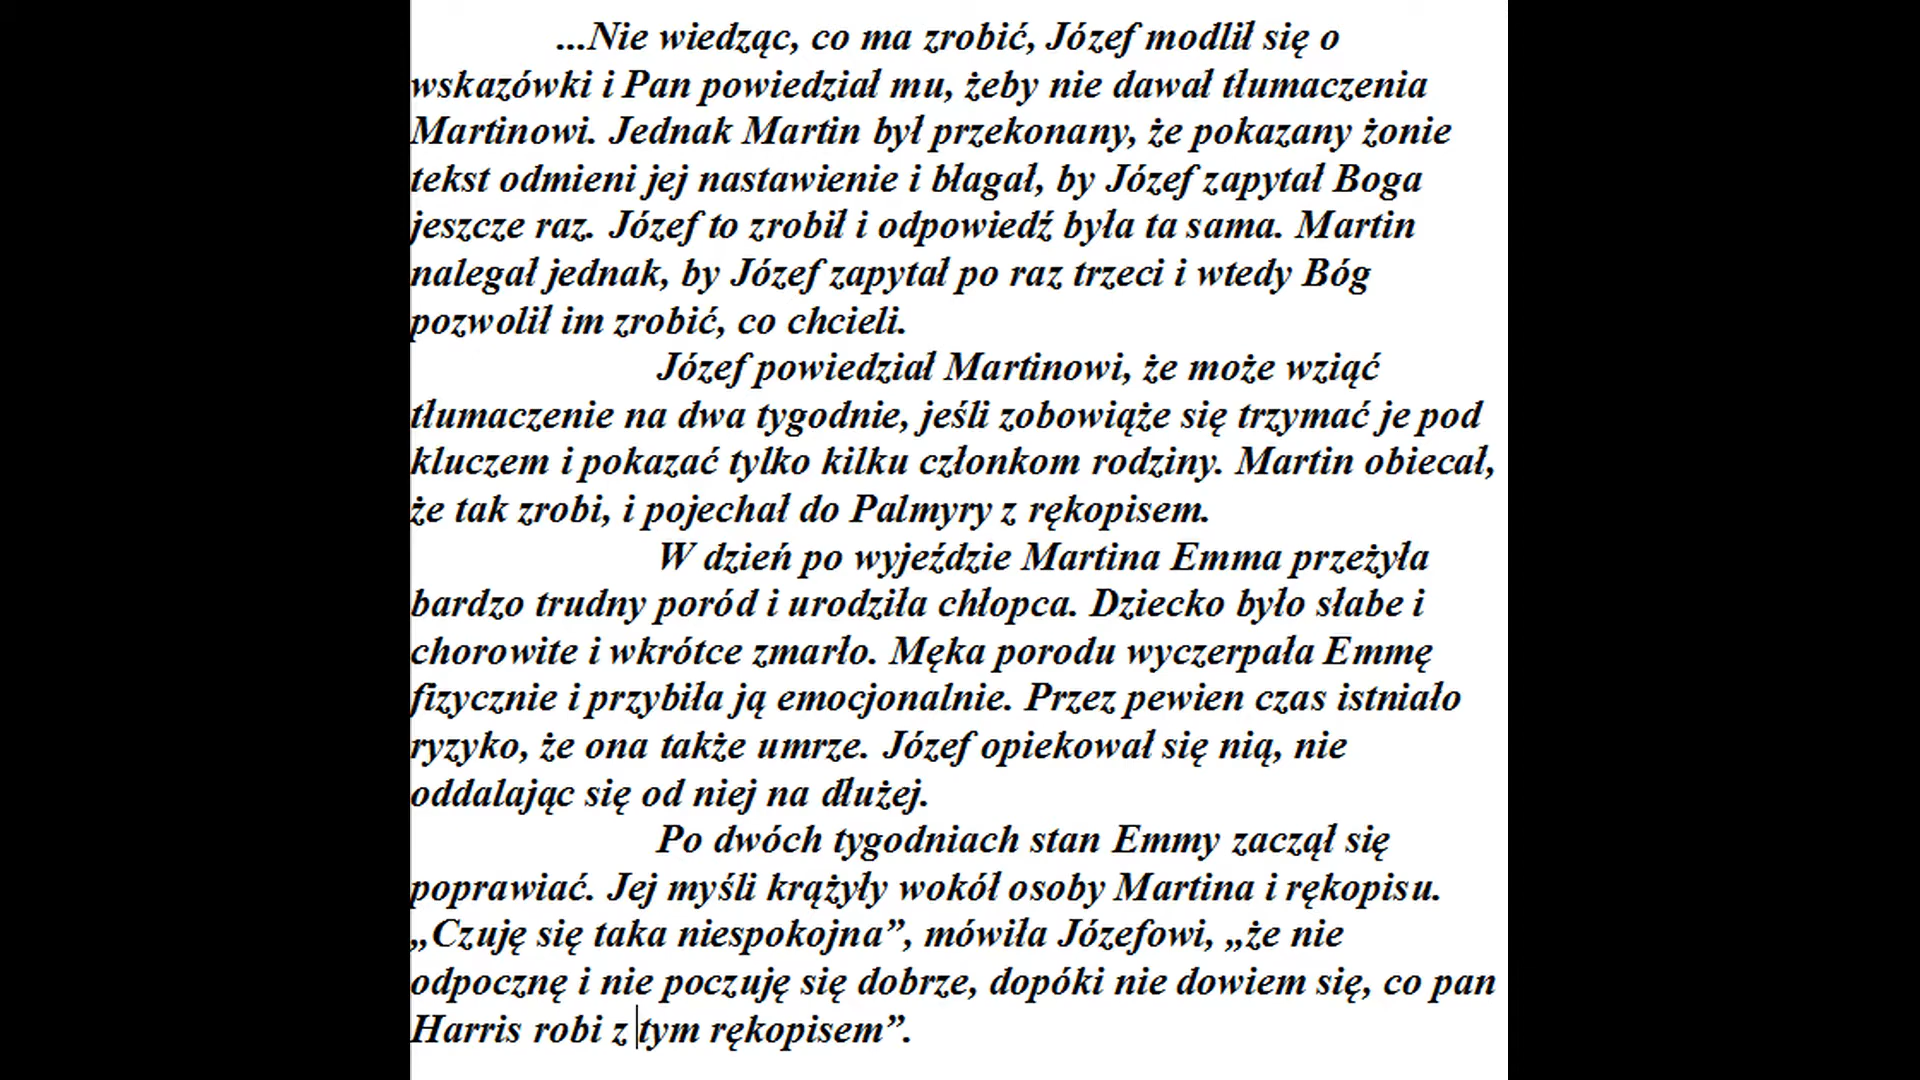 ...Nie wiedząc, co ma zrobić, Józef modlił się o
wskazówki i Pan powiedział mu, żeby nie dawał tłumaczenia
Martinowi. Jednak Martin był przekonany, że pokazany żonie
tekst odmieni jej nastawienie i błagał, by Józef zapytał Boga
jeszcze raz. Józef to zrobił i odpowiedź była ta sama. Martin
nalegał jednak, by Józef zapytał po raz trzeci i wtedy Bóg
pozwolił im zrobić, co chcieli.
Józef powiedział Martinowi, że może wziąć
tłumaczenie na dwa tygodnie, jeśli zobowiąże się trzymać je pod
kluczem i pokazać tylko kilku członkom rodziny. Martin obiecał,
że tak zrobi, i pojechał do Palmyry z rękopisem.
W dzień po wyjeździe Martina Emma przeżyła
bardzo trudny poród i urodziła chłopca. Dziecko było słabe i
chorowite i wkrótce zmarło. Męka porodu wyczerpała Emmę
fizycznie i przybiła ją emocjonalnie. Przez pewien czas istniało
ryzyko, że ona także umrze. Józef opiekował się nią, nie
oddalając się od niej na dłużej.
Po dwóch tygodniach stan Emmy zaczął się
poprawiać. Jej myśli krążyły wokół osoby Martina i rękopisu.
„Czuję się taka niespokojna”, mówiła Józefowi, „że nie
odpocznę i nie poczuję się dobrze, dopóki nie dowiem się, co pan
Harris robi z tym rękopisem”.